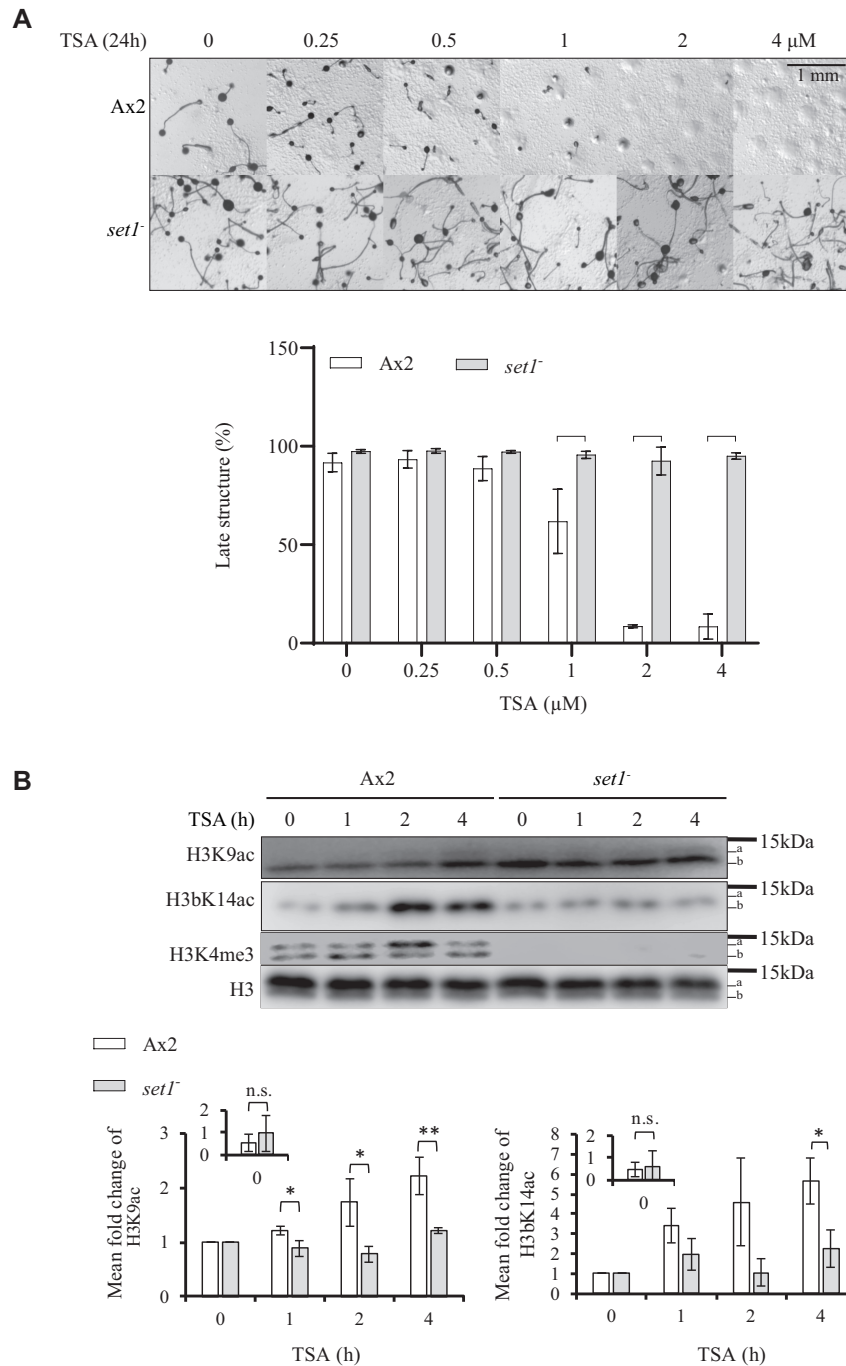 A
TSA (24h) 0 0.25 0.5 1 2 4 μM
1 mm
Ax2
set1-
150
Ax2 set1-
100
Late structure (%)
50
0
0 0.25 0.5 1 2 4
TSA (μM)
B
Ax2 set1-
TSA (h) 0 1 2 4 0 1 2 4
H3K9ac 15kDa
a
b
H3bK14ac 15kDa
a
b
H3K4me3 15kDa
a
b
H3 15kDa
a
b
Ax2
set1-
Mean fold change of
H3K9ac
3
2
1
0
n.s.
2
1
0
0
* * **
0 1 2 4
TSA (h)
Mean fold change of
H3bK14ac
8
7
6
5
4
3
2
1
0
n.s.
2
1
0
0
*
0 1 2 4
TSA (h)